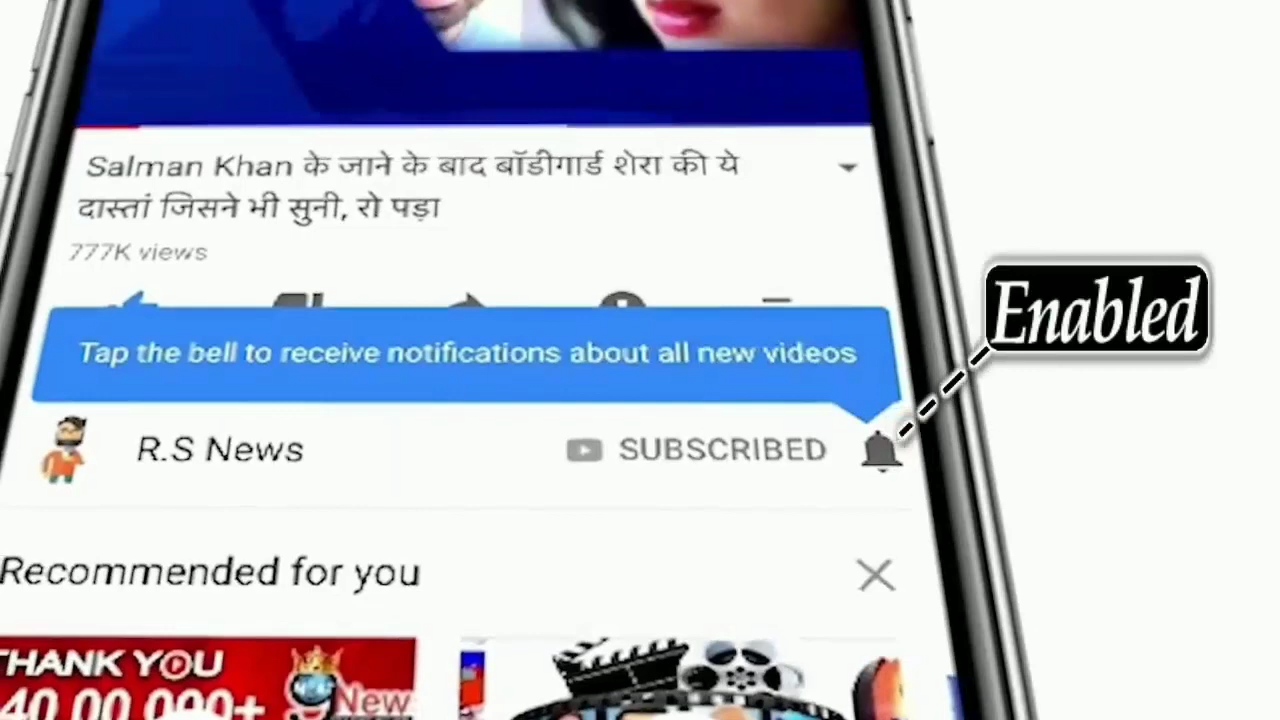 Salman Khan के जाने के बाद बॉडीगार्ड शेरा की ये
दास्तां जिसने भी सुनी, रो पड़ा
777K views
Tap the bell to receive notifications about all new videos
Enabled
R.S News
SUBSCRIBED
Recommended for you
THANK YOU
40,00,000+
News